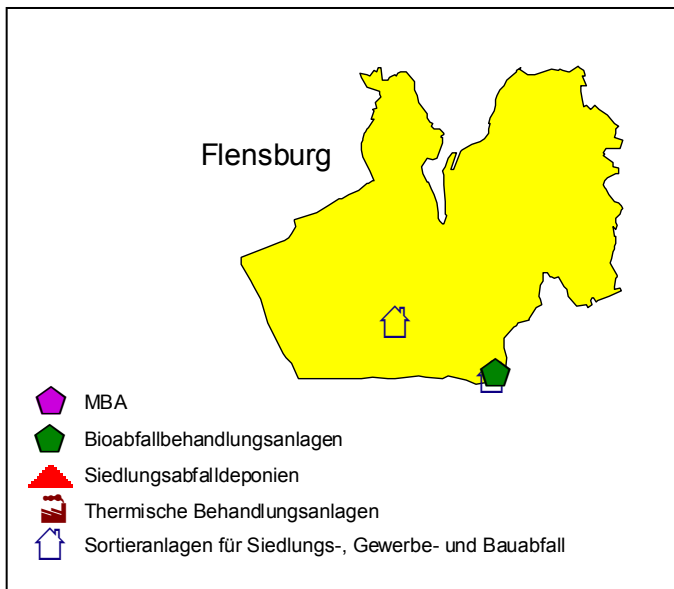 Flensburg
MBA
Bioabfallbehandlungsanlagen
Siedlungsabfalldeponien
Thermische Behandlungsanlagen
Sortieranlagen für Siedlungs-, Gewerbe- und Bauabfall